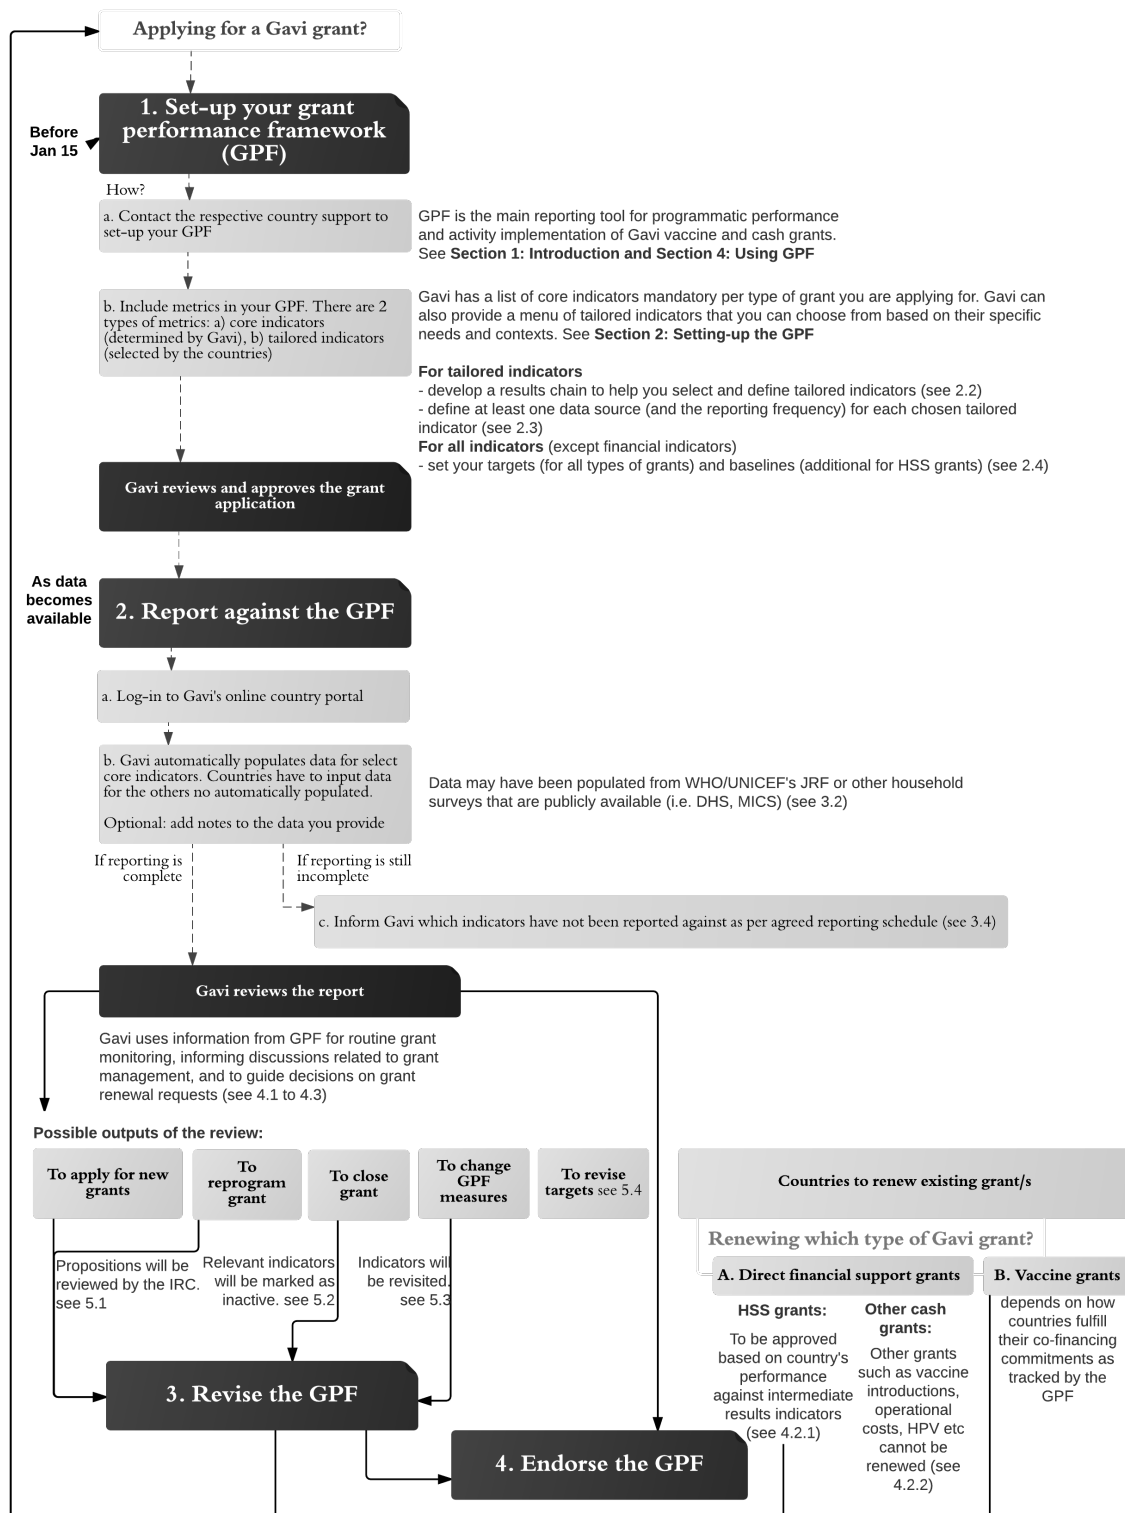 Applying for a Gavi grant?
Before
Jan 15
1. Set-up your grant
performance framework
(GPF)
How?
a. Contact the respective country support to
set-up your GPF
GPF is the main reporting tool for programmatic performance
and activity implementation of Gavi vaccine and cash grants.
See Section 1: Introduction and Section 4: Using GPF
b. Include metrics in your GPF. There are 2
types of metrics: a) core indicators
(determined by Gavi), b) tailored indicators
(selected by the countries)
Gavi has a list of core indicators mandatory per type of grant you are applying for. Gavi can
also provide a menu of tailored indicators that you can choose from based on their specific
needs and contexts. See Section 2: Setting-up the GPF
For tailored indicators
- develop a results chain to help you select and define tailored indicators (see 2.2)
- define at least one data source (and the reporting frequency) for each chosen tailored
indicator (see 2.3)
For all indicators (except financial indicators)
- set your targets (for all types of grants) and baselines (additional for HSS grants) (see 2.4)
Gavi reviews and approves the grant
application
As data
becomes
available
2. Report against the GPF
a. Log-in to Gavi's online country portal
b. Gavi automatically populates data for select
core indicators. Countries have to input data
for the others no automatically populated.
Optional: add notes to the data you provide
Data may have been populated from WHO/UNICEF's JRF or other household
surveys that are publicly available (i.e. DHS, MICS) (see 3.2)
If reporting is
complete
If reporting is still
incomplete
c. Inform Gavi which indicators have not been reported against as per agreed reporting schedule (see 3.4)
Gavi reviews the report
Gavi uses information from GPF for routine grant
monitoring, informing discussions related to grant
management, and to guide decisions on grant
renewal requests (see 4.1 to 4.3)
Possible outputs of the review:
To apply for new
grants
To
reprogram
grant
To close
grant
To change
GPF
measures
To revise
targets see 5.4
Countries to renew existing grant/s
Renewing which type of Gavi grant?
Propositions will be
reviewed by the IRC.
see 5.1
Relevant indicators
will be marked as
inactive. see 5.2
Indicators will
be revisited.
see 5.3
A. Direct financial support grants
B. Vaccine grants
HSS grants:
To be approved
based on country's
performance
against intermediate
results indicators
(see 4.2.1)
Other cash
grants:
Other grants
such as vaccine
introductions,
operational
costs, HPV etc
cannot be
renewed (see
4.2.2)
depends on how
countries fulfill
their co-financing
commitments as
tracked by the
GPF
3. Revise the GPF
4. Endorse the GPF